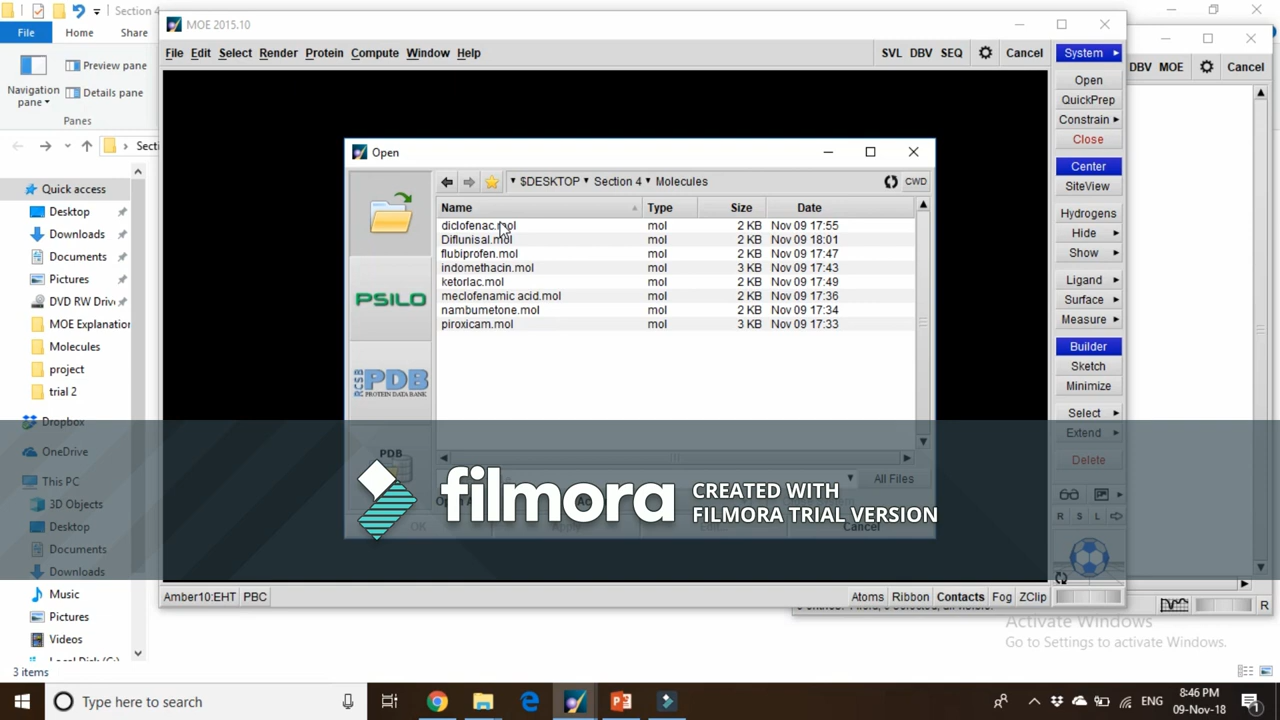 Section 4
File Home Share
Navigation pane
Preview pane
Details pane
Panes
Secti
Quick access
Desktop
Downloads
Documents
Pictures
DVD RW Driv
MOE Explanation
Molecules
project
trial 2
Dropbox
OneDrive
This PC
3D Objects
Desktop
Documents
Downloads
Music
Pictures
Videos
3 items
MOE 2015.10
File Edit Select Render Protein Compute Window Help
SVL DBV SEQ Cancel
System
Open
QuickPrep
Constrain
Close
Center
SiteView
Hydrogens
Hide
Show
Ligand
Surface
Measure
Builder
Sketch
Minimize
Select
Extend
Delete
R S L
DBV MOE Cancel
Open
$DESKTOP Section 4 Molecules CWD
Name Type Size Date
diclofenac.mol mol 2 KB Nov 09 17:55
Diflunisal.mol mol 2 KB Nov 09 18:01
flubiprofen.mol mol 2 KB Nov 09 17:47
indomethacin.mol mol 3 KB Nov 09 17:43
ketorlac.mol mol 2 KB Nov 09 17:49
meclofenamic acid.mol mol 2 KB Nov 09 17:36
nambumetone.mol mol 2 KB Nov 09 17:34
piroxicam.mol mol 3 KB Nov 09 17:33
PSILO
RCSB PDB
PROTEIN DATA BANK
PDB
All Files
OK
Cancel
filmora
CREATED WITH
FILMORA TRIAL VERSION
Amber10:EHT PBC
Atoms Ribbon Contacts Fog ZClip
R
Activate Windows
Go to Settings to activate Windows.
Type here to search
ENG
8:46 PM
09-Nov-18
1